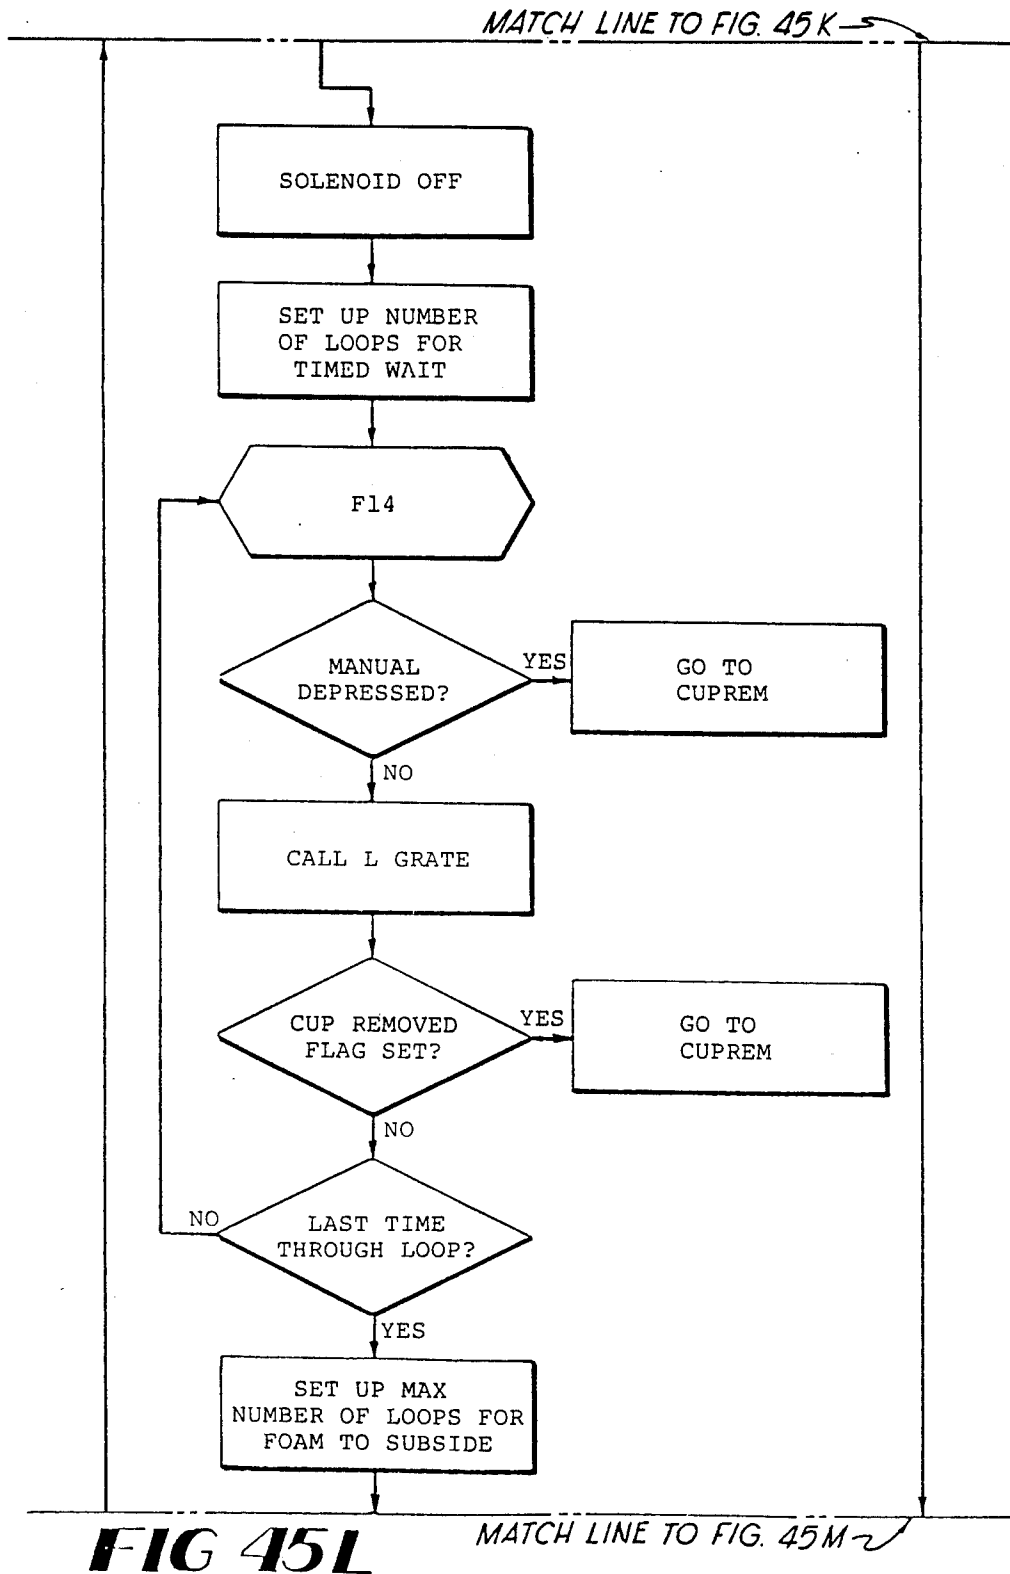 MATCH LINE TO FIG. 45K
SOLENOID OFF
SET UP NUMBER
OF LOOPS FOR
TIMED WAIT
F14
MANUAL
DEPRESSED?
YES
GO TO
CUPREM
NO
CALL L GRATE
CUP REMOVED
FLAG SET?
YES
GO TO
CUPREM
NO
LAST TIME
THROUGH LOOP?
NO
YES
SET UP MAX
NUMBER OF LOOPS FOR
FOAM TO SUBSIDE
MATCH LINE TO FIG. 45M
FIG 45L